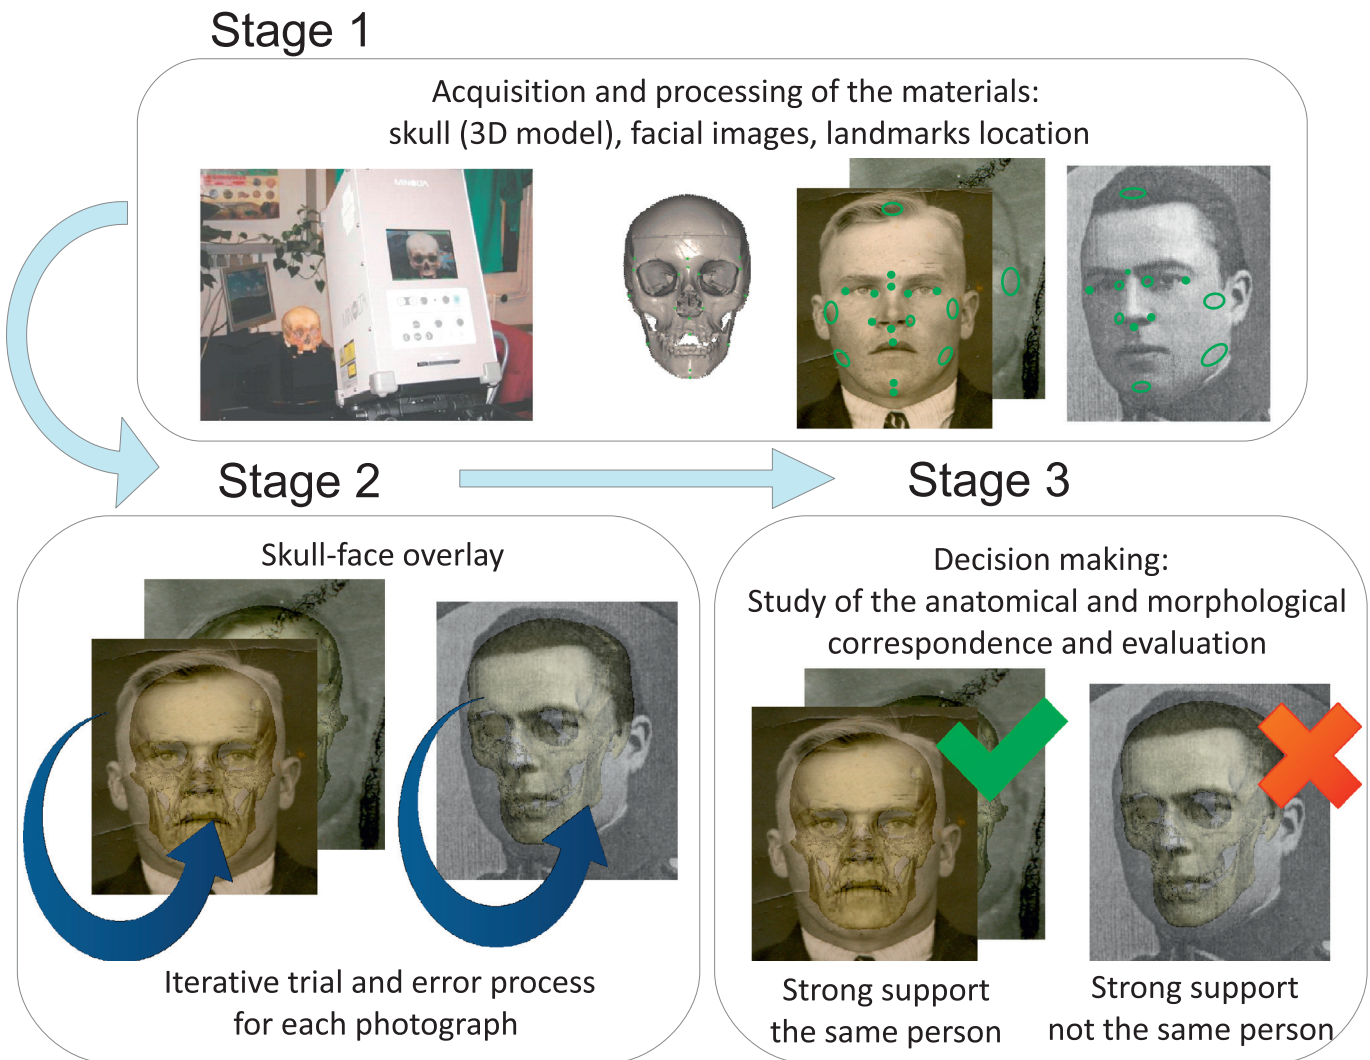 Stage 1
Acquisition and processing of the materials:
skull (3D model), facial images, landmarks location
MINOLTA
Stage 2
Stage 3
Skull-face overlay
Iterative trial and error process
for each photograph
Decision making:
Study of the anatomical and morphological
correspondence and evaluation
Strong support
the same person
Strong support
not the same person